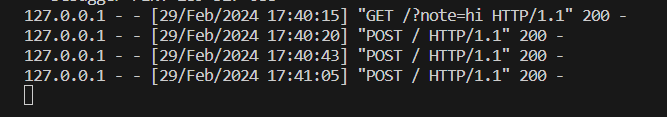 127.0.0.1 - - [29/Feb/2024 17:40:15] "GET /?note=hi HTTP/1.1" 200 -
127.0.0.1 - - [29/Feb/2024 17:40:20] "POST / HTTP/1.1" 200 -
127.0.0.1 - - [29/Feb/2024 17:40:43] "POST / HTTP/1.1" 200 -
127.0.0.1 - - [29/Feb/2024 17:41:05] "POST / HTTP/1.1" 200 -